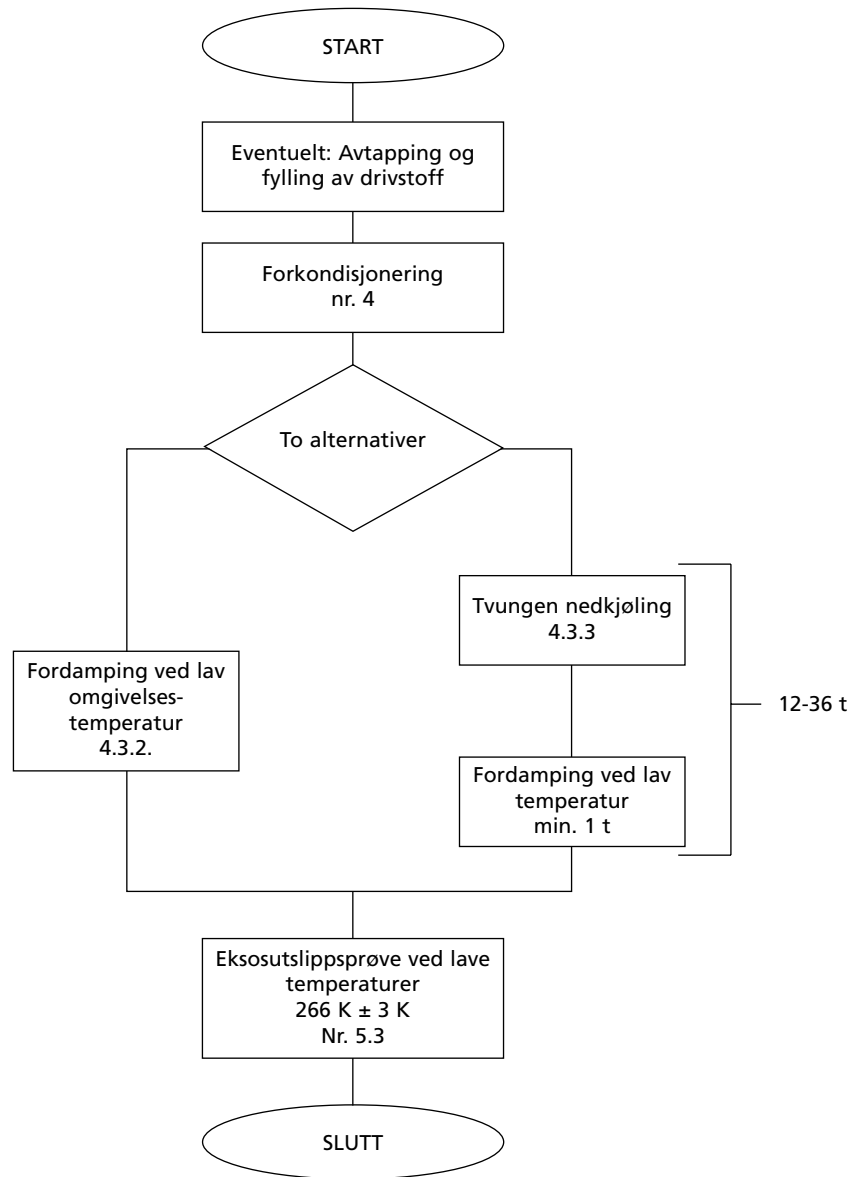 START
Eventuelt: Avtapping og
fylling av drivstoff
Forkondisjonering
nr. 4
To alternativer
Fordamping ved lav
omgivelses-
temperatur
4.3.2.
Tvungen nedkjøling
4.3.3
Fordamping ved lav
temperatur
min. 1 t
12-36 t
Eksosutslippsprøve ved lave
temperaturer
266 K ± 3 K
Nr. 5.3
SLUTT